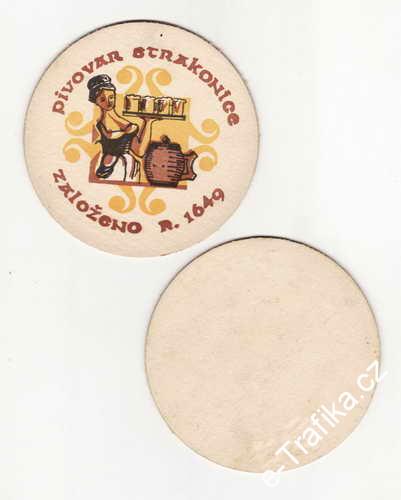 PIVOVAR STRAKONICE
ZALOŽENO R. 1649
e-Trafika.cz